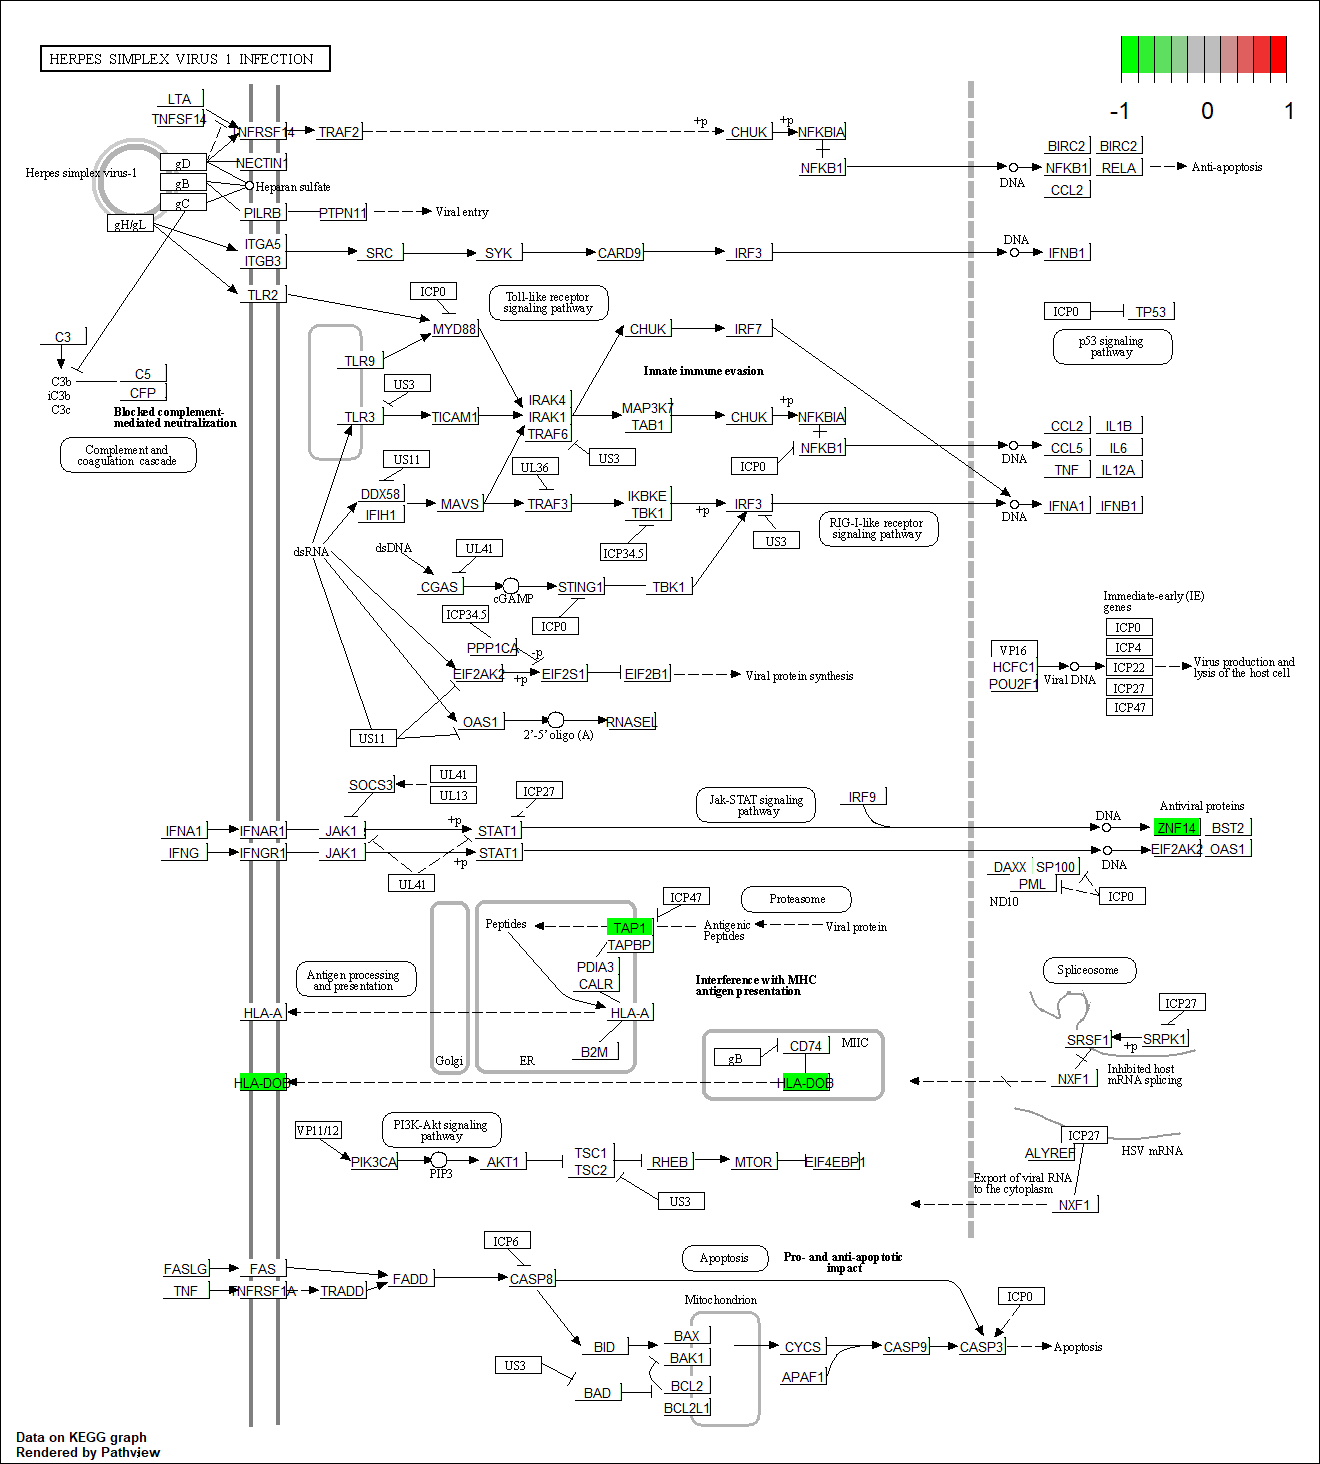 HERPES SIMPLEX VIRUS 1 INFECTION
-1
0
1
LTA
TNFSF14
TNFRSF14
TRAF2
+p
CHUK
+p
NFKBIA
NFKB1
DNA
BIRC2
BIRC2
NFKB1
RELA
CCL2
Anti-apoptosis
Herpes simplex virus-1
gD
gB
gC
gH/gL
NECTIN1
Heparan sulfate
PILRB
PTPN11
Viral entry
ITGA5
ITGB3
SRC
SYK
CARD9
IRF3
DNA
IFNB1
TLR2
ICP0
Toll-like receptor
signaling pathway
MYD88
CHUK
IRF7
ICP0
TP53
p53 signaling
pathway
C3
C3b
iC3b
C3c
C5
CFP
Blocked complement-
mediated neutralization
Complement and
coagulation cascade
TLR9
US3
TLR3
TICAM1
IRAK4
IRAK1
TRAF6
Innate immune evasion
MAP3K7
TAB1
CHUK
+p
NFKBIA
NFKB1
US3
ICP0
DNA
CCL2
IL1B
CCL5
IL6
TNF
IL12A
US11
UL36
DDX58
IFIH1
MAVS
TRAF3
IKBKE
TBK1
+p
IRF3
US3
RIG-I-like receptor
signaling pathway
DNA
IFNA1
IFNB1
ICP34.5
dsRNA
dsDNA
UL41
CGAS
cGAMP
STING1
TBK1
ICP0
ICP34.5
PPP1CA
-p
EIF2AK2
+p
EIF2S1
EIF2B1
Viral protein synthesis
OAS1
2'-5' oligo (A)
RNASEL
US11
Immediate-early (IE)
genes
ICP0
ICP4
ICP22
ICP27
ICP47
VP16
HCFC1
POU2F1
Viral DNA
Virus production and
lysis of the host cell
SOCS3
UL41
UL13
ICP27
Jak-STAT signaling
pathway
IRF9
IFNA1
IFNAR1
JAK1
+p
STAT1
DNA
Antiviral proteins
ZNF14
BST2
IFNG
IFNGR1
JAK1
+p
STAT1
DNA
EIF2AK2
OAS1
UL41
DAXX
SP100
PML
ND10
ICP0
ICP47
Proteasome
Peptides
TAP1
TAPBP
Antigenic
Peptides
Viral protein
PDIA3
CALR
Antigen processing
and presentation
Interference with MHC
antigen presentation
HLA-A
HLA-A
B2M
Golgi
ER
gB
CD74
MIIC
HLA-DOB
HLA-DOB
Spliceosome
ICP27
SRSF1
+p
SRPK1
NXF1
Inhibited host
mRNA splicing
VP11/12
PI3K-Akt signaling
pathway
PIK3CA
PIP3
AKT1
TSC1
TSC2
RHEB
MTOR
EIF4EBP1
US3
ICP27
ALYREF
HSV mRNA
Export of viral RNA
to the cytoplasm
NXF1
ICP6
Apoptosis
Pro- and anti-apoptotic
impact
FASLG
FAS
FADD
CASP8
TNF
TNFRSF1A
TRADD
Mitochondrion
ICP0
BID
BAX
BAK1
CYCS
CASP9
CASP3
Apoptosis
US3
BAD
BCL2
BCL2L1
APAF1
Data on KEGG graph
Rendered by Pathview